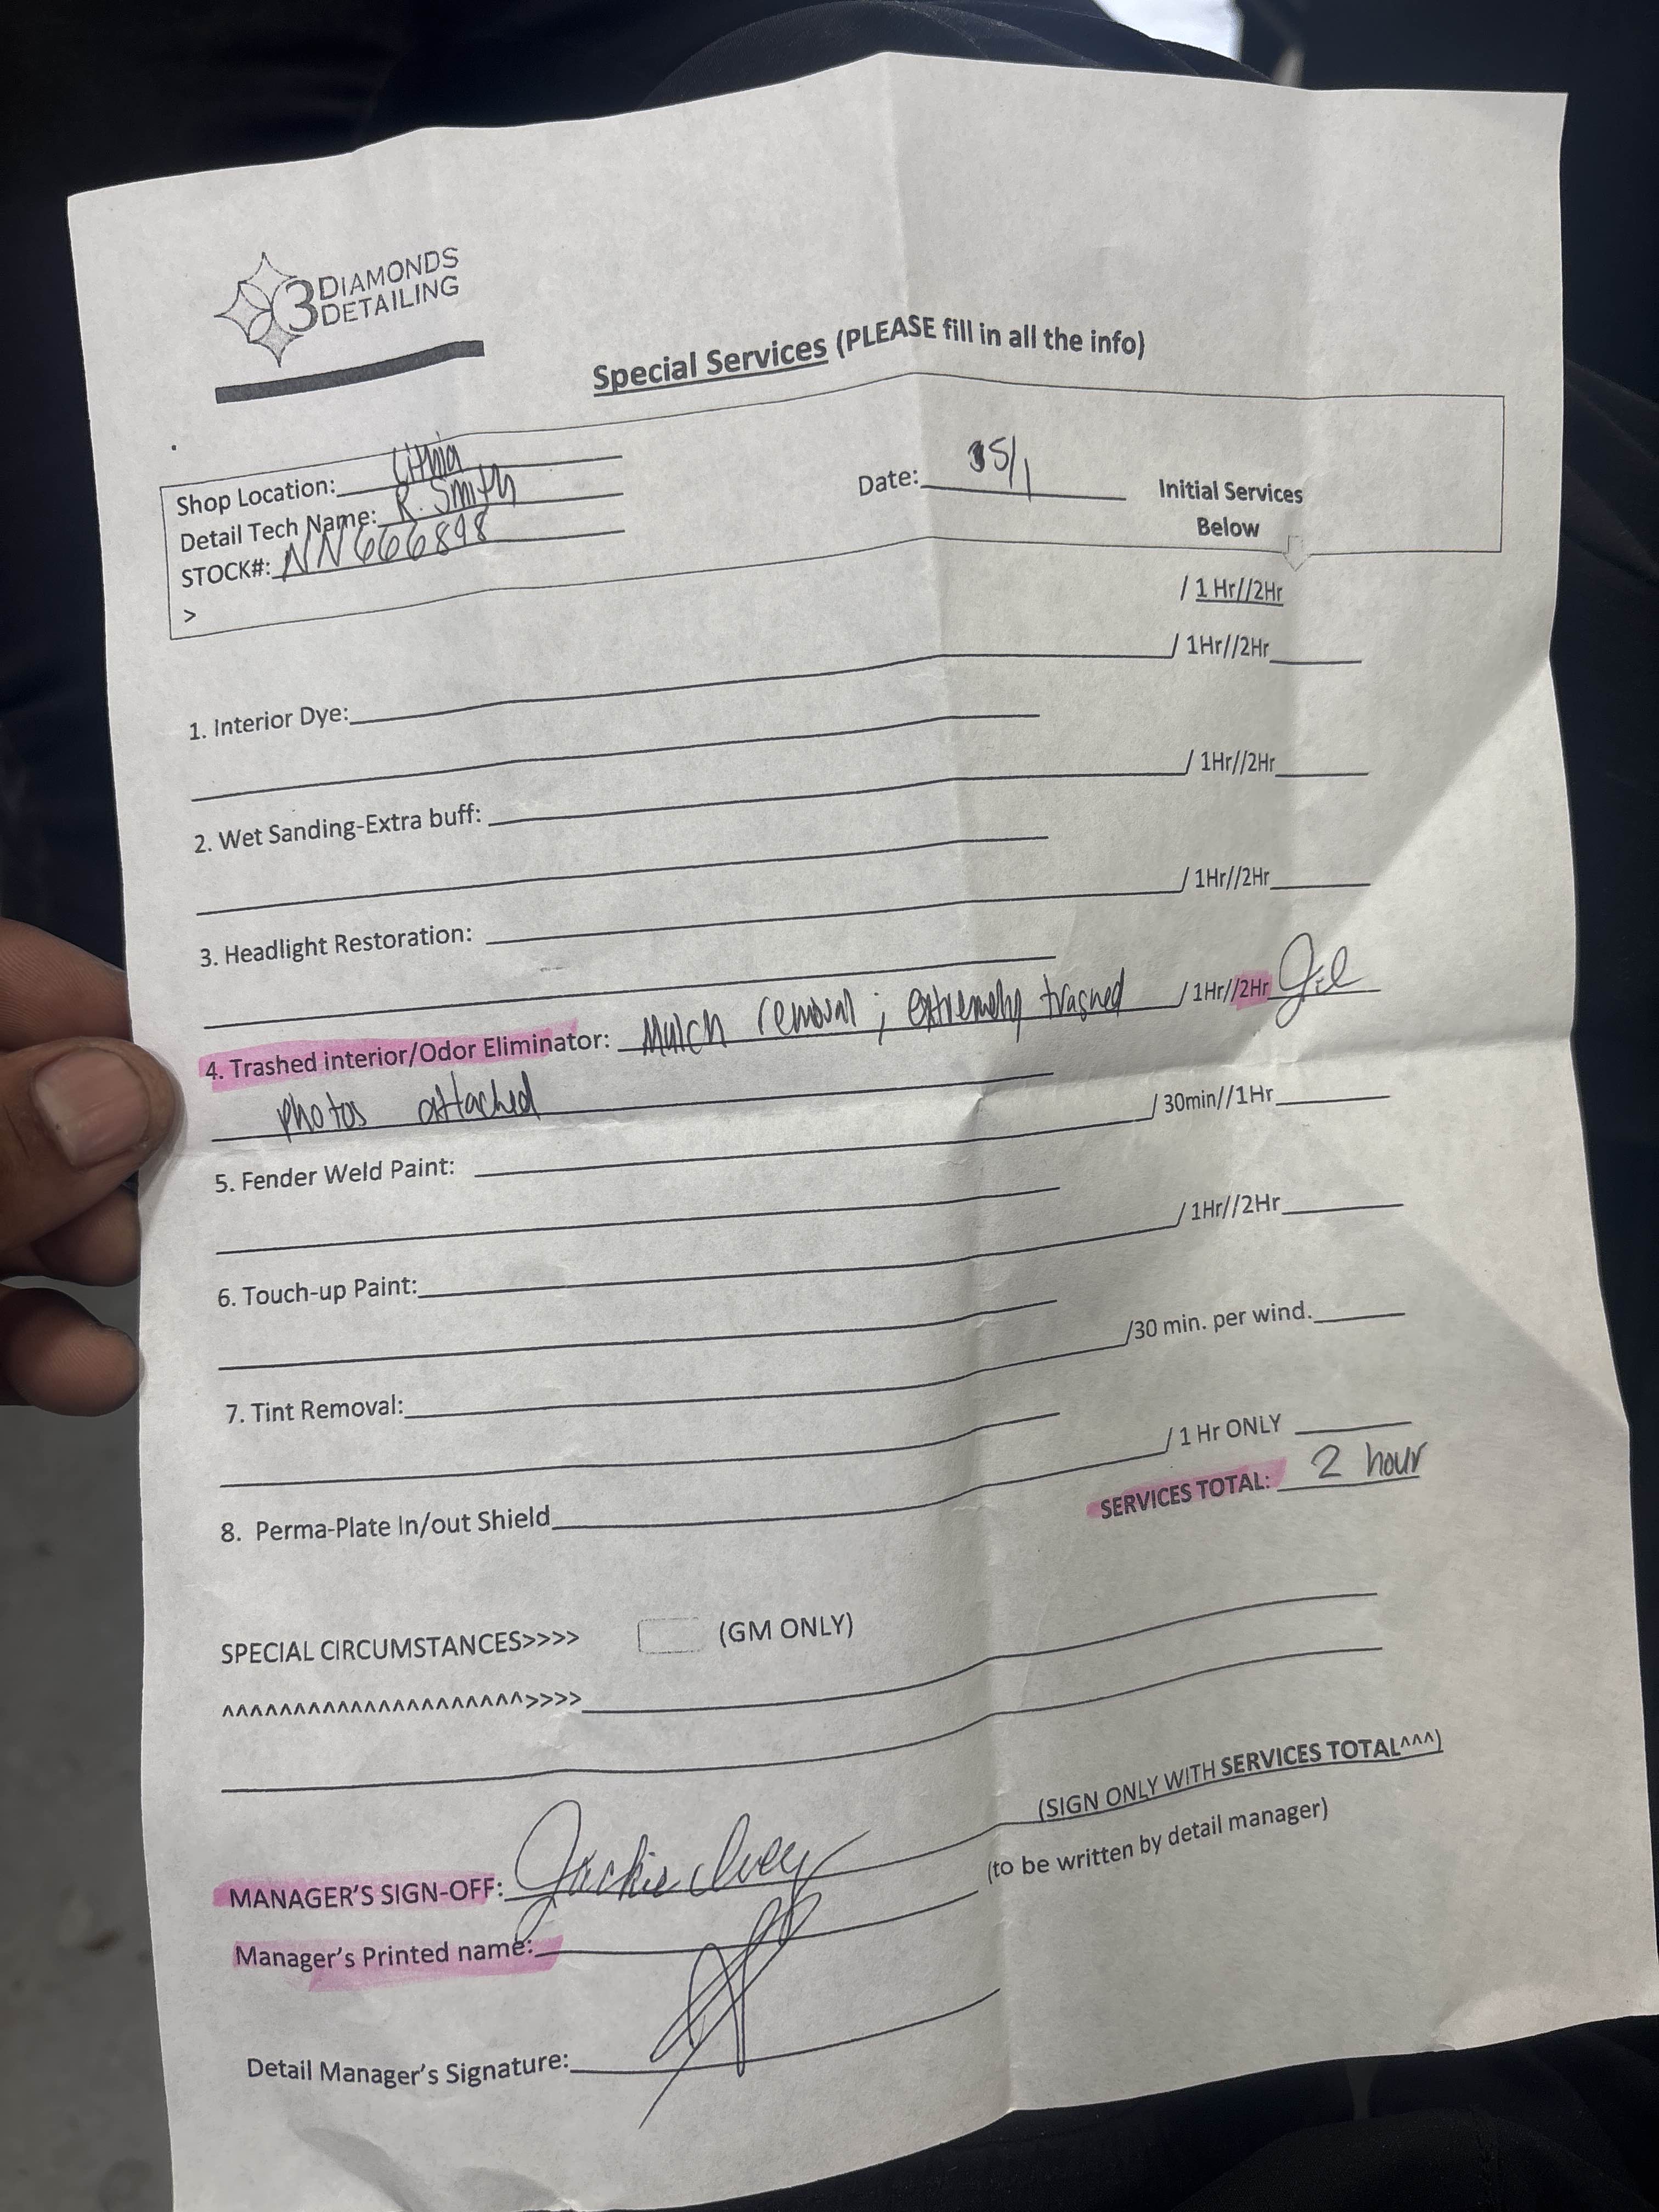 3 DIAMONDS
DETAILING
Special Services (PLEASE fill in all the info)
Shop Location: Lithia
Detail Tech Name: R. Smith
STOCK#: NN666898
>
Date: 5/1
Initial Services
Below
/ 1 Hr//2Hr
/ 1Hr//2Hr
1. Interior Dye:
/ 1Hr//2Hr
2. Wet Sanding-Extra buff:
/ 1Hr//2Hr
3. Headlight Restoration:
4. Trashed interior/Odor Eliminator: Mulch removal ; extremely trashed / 1Hr//2Hr
photos attached
/ 30min//1Hr
5. Fender Weld Paint:
/ 1Hr//2Hr
6. Touch-up Paint:
/30 min. per wind.
7. Tint Removal:
/ 1 Hr ONLY
8. Perma-Plate In/out Shield
SERVICES TOTAL: 2 hour
SPECIAL CIRCUMSTANCES>>>> (GM ONLY)
^^^^^^^^^^^^^^^^^^^^^>>>>
(SIGN ONLY WITH SERVICES TOTAL^^^)
MANAGER'S SIGN-OFF: Jackie
(to be written by detail manager)
Manager's Printed name:
Detail Manager's Signature: